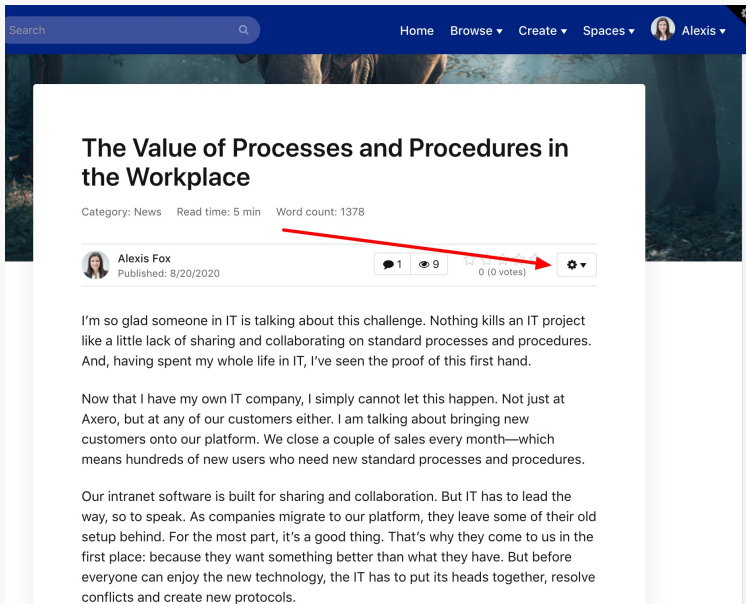 Search
Home Browse ▾ Create ▾ Spaces ▾ Alexis ▾
The Value of Processes and Procedures in
the Workplace
Category: News Read time: 5 min Word count: 1378
Alexis Fox
Published: 8/20/2020
1 9
0 (0 votes)
I’m so glad someone in IT is talking about this challenge. Nothing kills an IT project
like a little lack of sharing and collaborating on standard processes and procedures.
And, having spent my whole life in IT, I’ve seen the proof of this first hand.
Now that I have my own IT company, I simply cannot let this happen. Not just at
Axero, but at any of our customers either. I am talking about bringing new
customers onto our platform. We close a couple of sales every month—which
means hundreds of new users who need new standard processes and procedures.
Our intranet software is built for sharing and collaboration. But IT has to lead the
way, so to speak. As companies migrate to our platform, they leave some of their old
setup behind. For the most part, it’s a good thing. That’s why they come to us in the
first place: because they want something better than what they have. But before
everyone can enjoy the new technology, the IT has to put its heads together, resolve
conflicts and create new protocols.